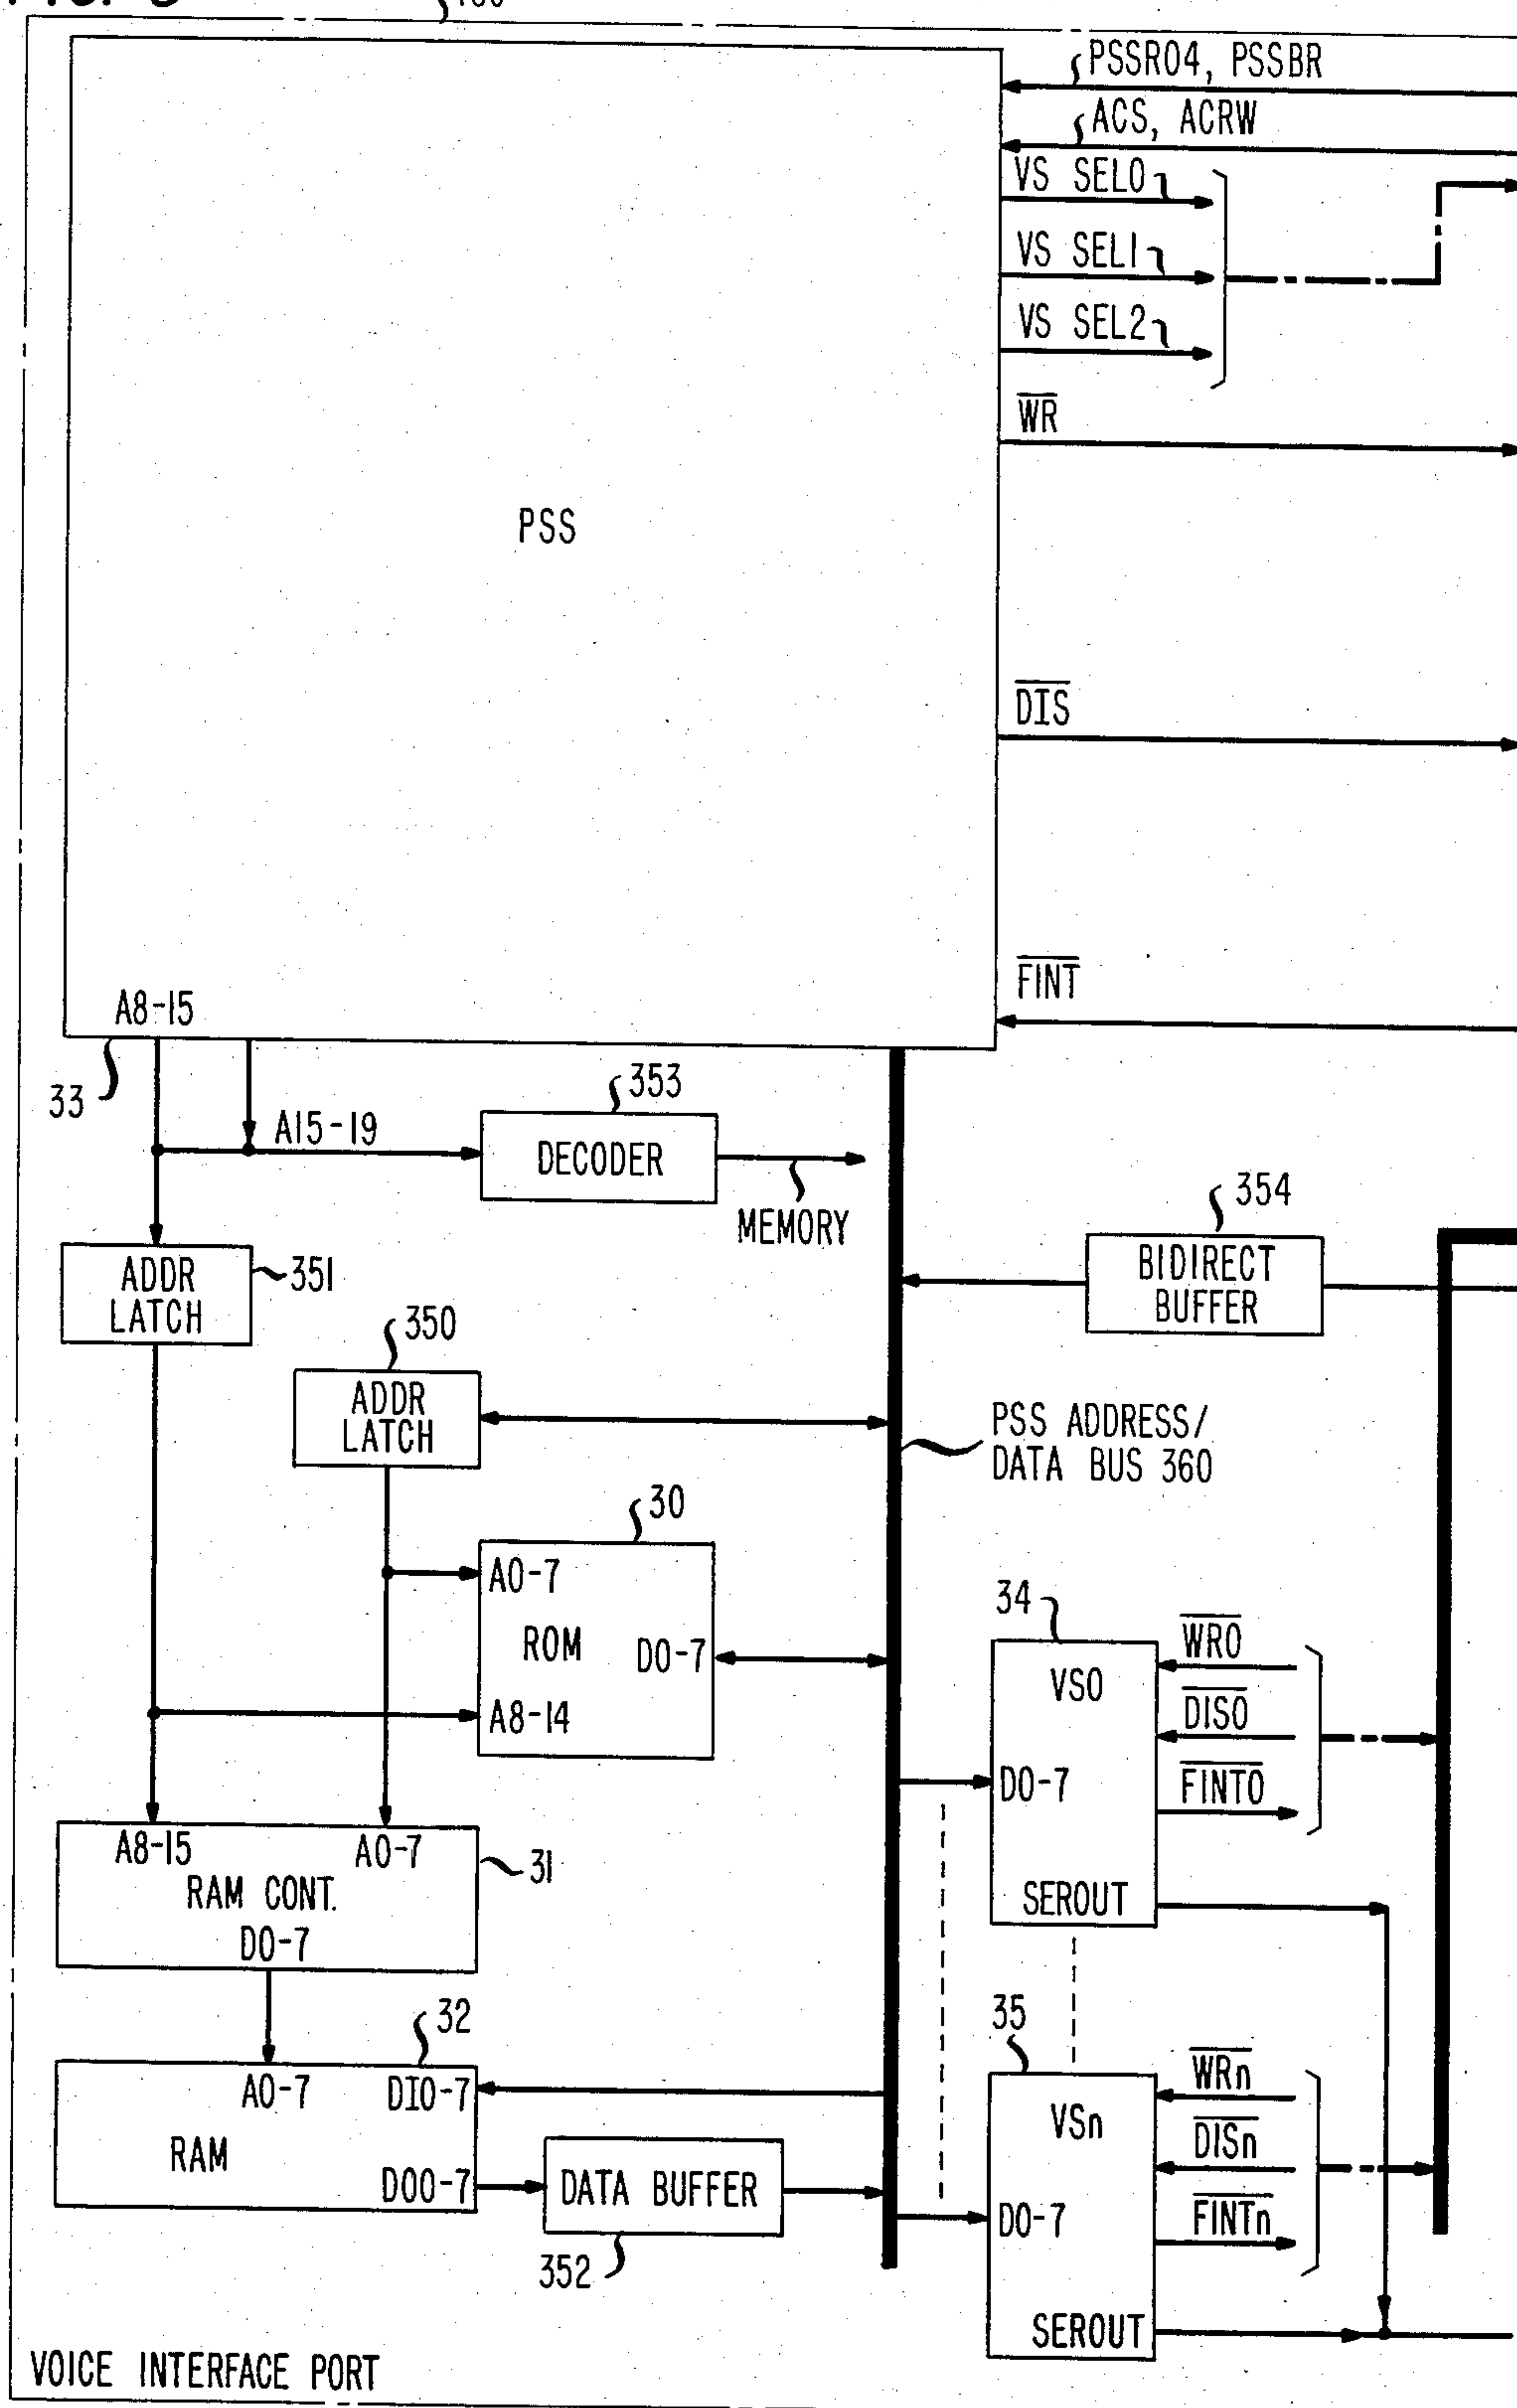 PSSR04, PSSBR
ACS, ACRW
VS SEL0
VS SEL1
VS SEL2
WR
PSS
DIS
FINT
A8-15
33
353
A15-19
DECODER
MEMORY
354
BIDIRECT
BUFFER
ADDR
LATCH
351
350
ADDR
LATCH
PSS ADDRESS/
DATA BUS 360
30
A0-7
ROM
D0-7
A8-14
34
VS0
WR0
DIS0
D0-7
FINT0
SEROUT
A8-15
A0-7
31
RAM CONT.
D0-7
32
A0-7
DI0-7
RAM
DO0-7
DATA BUFFER
352
35
VSn
WRn
DISn
D0-7
FINTn
SEROUT
VOICE INTERFACE PORT